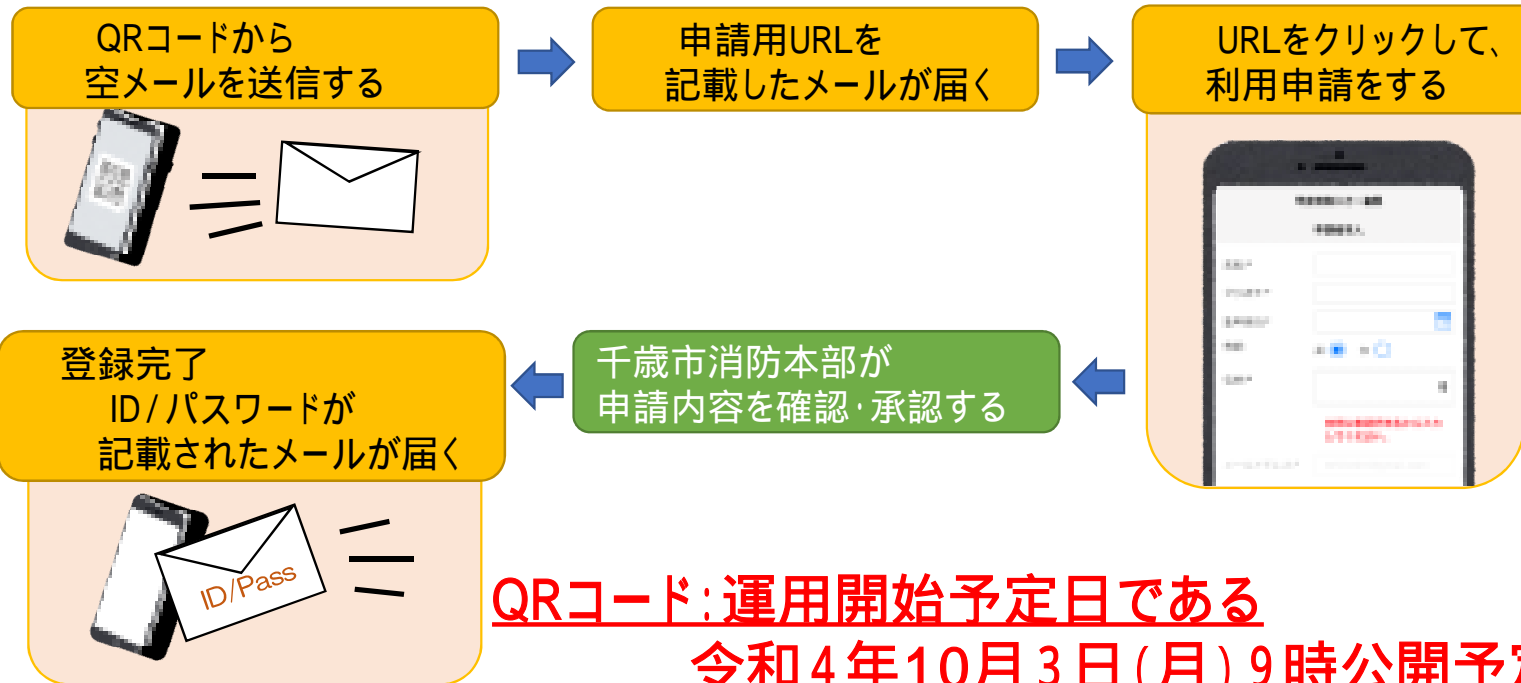 QRコードから
空メールを送信する
申請用URLを
記載したメールが届く
URLをクリックして、
利用申請をする
千歳市消防本部が
申請内容を確認・承認する
登録完了
ID/パスワードが
記載されたメールが届く
ID/Pass
QRコード:運用開始予定日である
令和4年10月3日(月)9時公開予定